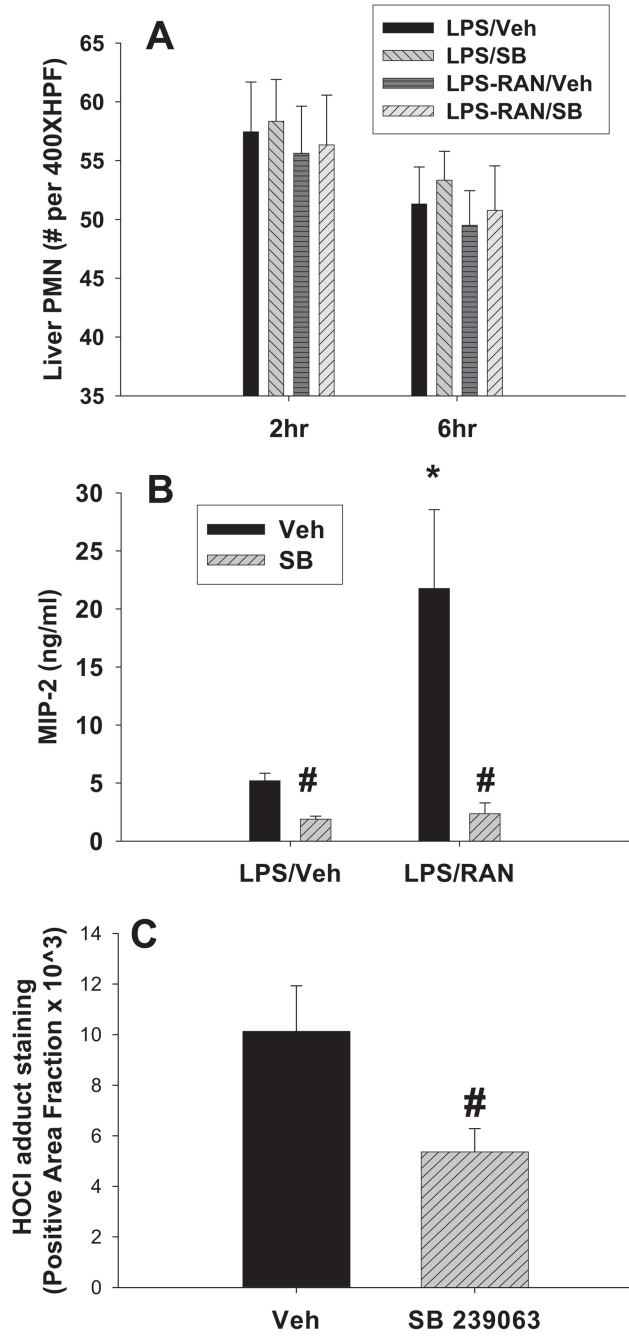 A
LPS/Veh
LPS/SB
LPS-RAN/Veh
LPS-RAN/SB
Liver PMN (# per 400XHPF)
65
60
55
50
45
40
35
2hr
6hr
B
Veh
SB
MIP-2 (ng/ml)
30
25
20
15
10
5
0
*
#
#
LPS/Veh
LPS/RAN
C
HOCl adduct staining
(Positive Area Fraction x 10^3)
14
12
10
8
6
4
2
0
#
Veh
SB 239063